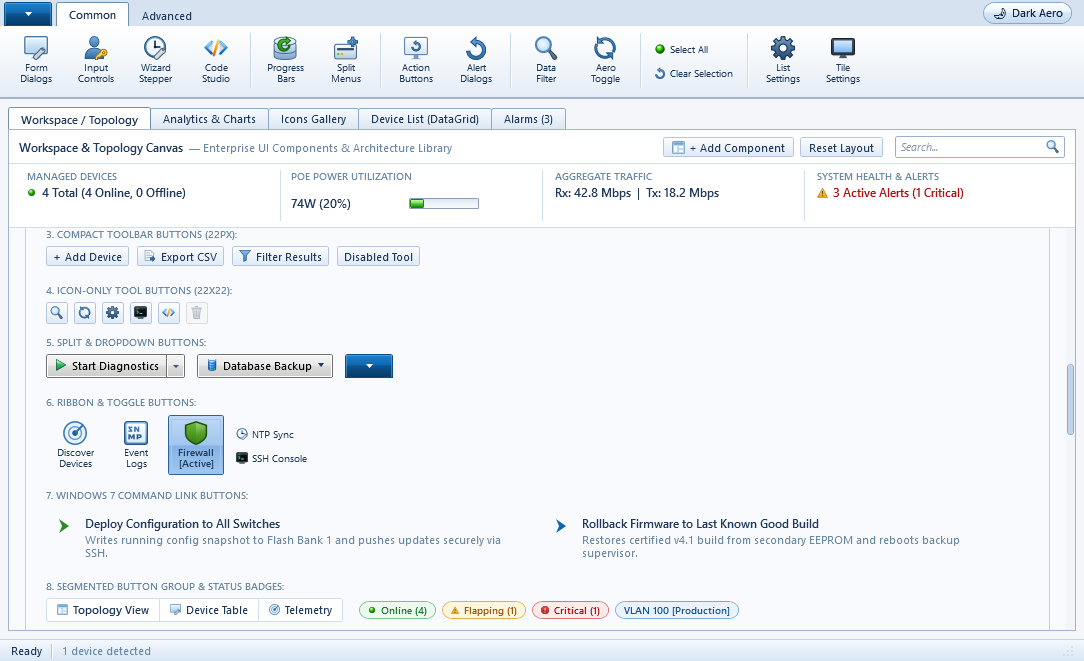 Common
Advanced
Dark Aero
Form Dialogs
Input Controls
Wizard Stepper
Code Studio
Progress Bars
Split Menus
Action Buttons
Alert Dialogs
Data Filter
Aero Toggle
Select All
Clear Selection
List Settings
Tile Settings
Workspace / Topology
Analytics & Charts
Icons Gallery
Device List (DataGrid)
Alarms (3)
Workspace & Topology Canvas — Enterprise UI Components & Architecture Library
+ Add Component
Reset Layout
Search...
MANAGED DEVICES
4 Total (4 Online, 0 Offline)
POE POWER UTILIZATION
74W (20%)
AGGREGATE TRAFFIC
Rx: 42.8 Mbps | Tx: 18.2 Mbps
SYSTEM HEALTH & ALERTS
3 Active Alerts (1 Critical)
3. COMPACT TOOLBAR BUTTONS (22PX):
+ Add Device
Export CSV
Filter Results
Disabled Tool
4. ICON-ONLY TOOL BUTTONS (22X22):
5. SPLIT & DROPDOWN BUTTONS:
Start Diagnostics
Database Backup
6. RIBBON & TOGGLE BUTTONS:
Discover Devices
SN
MP
Event Logs
Firewall [Active]
NTP Sync
SSH Console
7. WINDOWS 7 COMMAND LINK BUTTONS:
Deploy Configuration to All Switches
Writes running config snapshot to Flash Bank 1 and pushes updates securely via
SSH.
Rollback Firmware to Last Known Good Build
Restores certified v4.1 build from secondary EEPROM and reboots backup
supervisor.
8. SEGMENTED BUTTON GROUP & STATUS BADGES:
Topology View
Device Table
Telemetry
Online (4)
Flapping (1)
Critical (1)
VLAN 100 [Production]
Ready
1 device detected